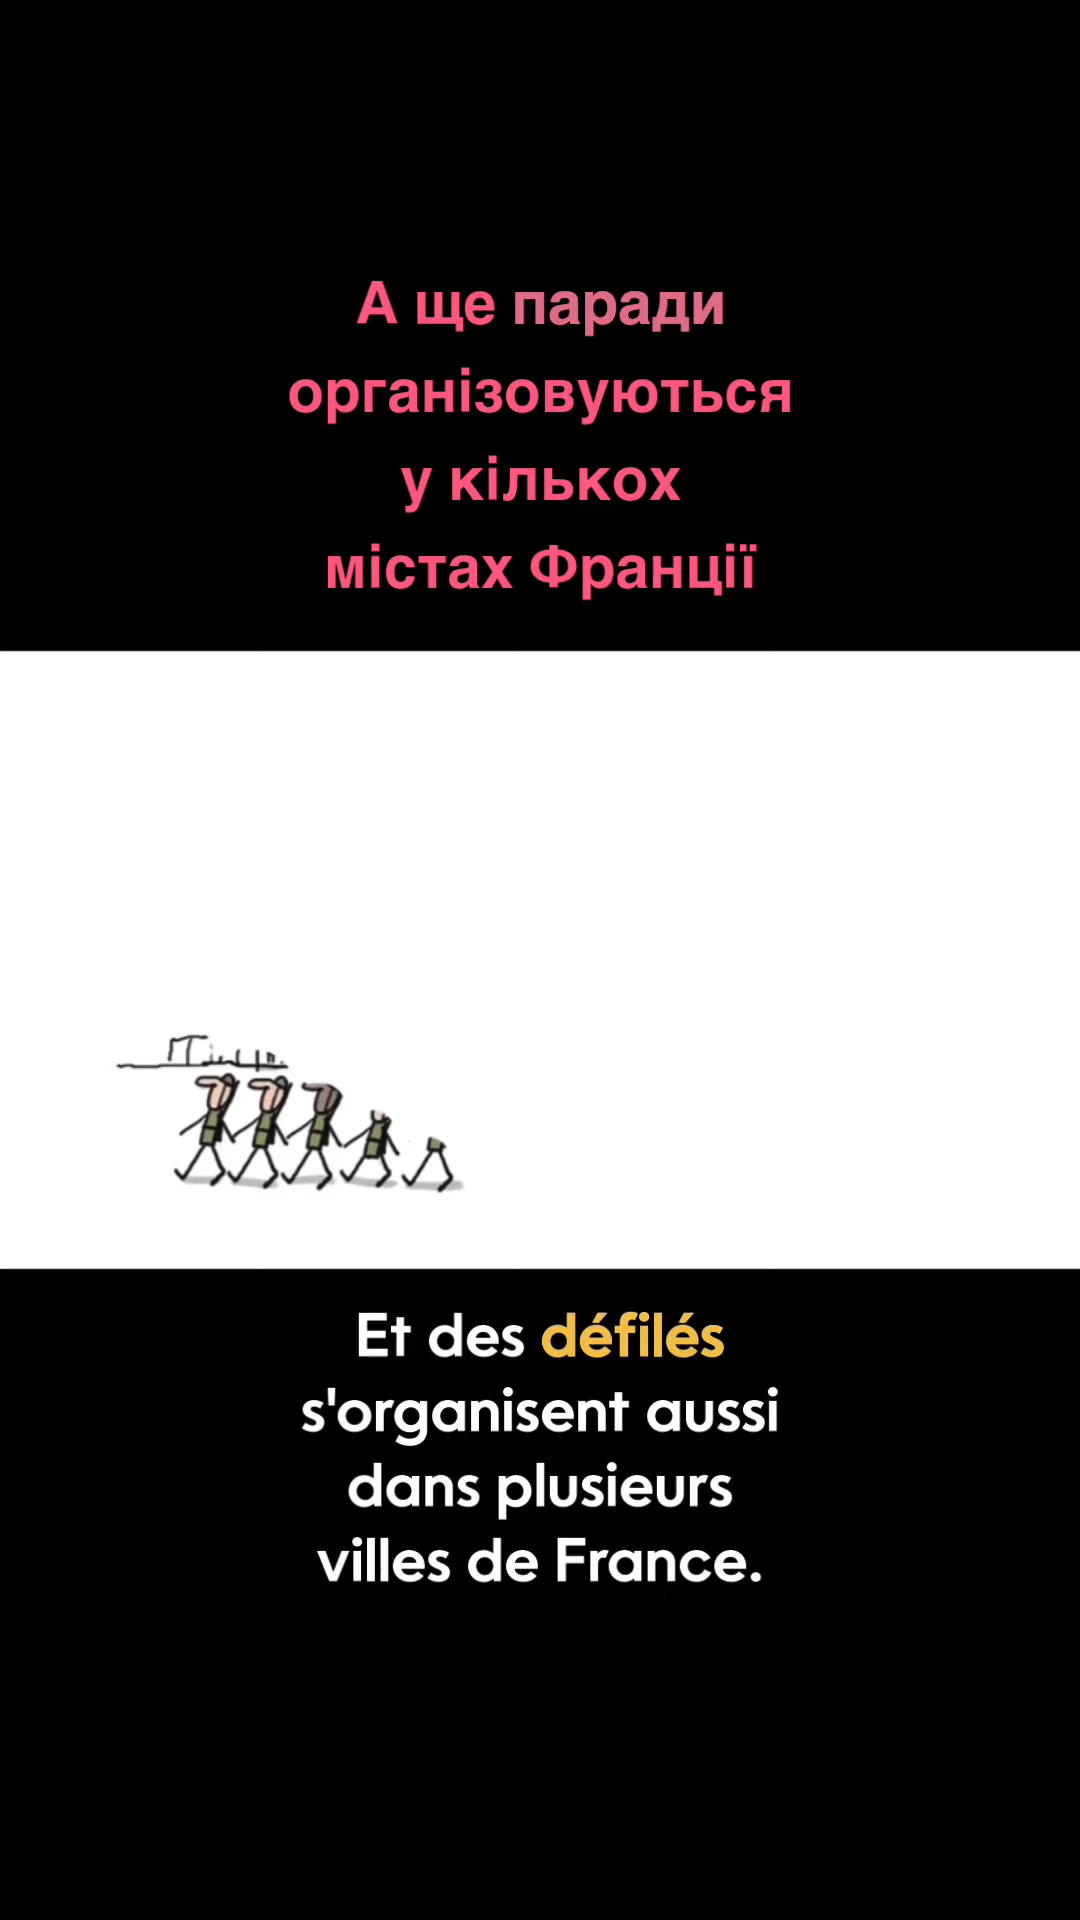 А ще паради
організовуються
у кількох
містах Франції
Et des défilés
s'organisent aussi
dans plusieurs
villes de France.